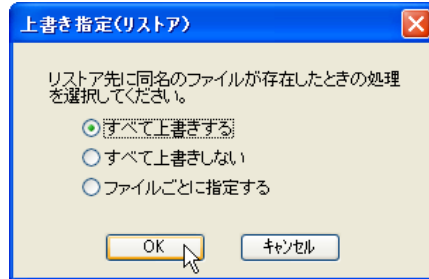 上書き指定(リストア)
リストア先に同名のファイルが存在したときの処理
を選択してください。
すべて上書きする
すべて上書きしない
ファイルごとに指定する
OK
キャンセル